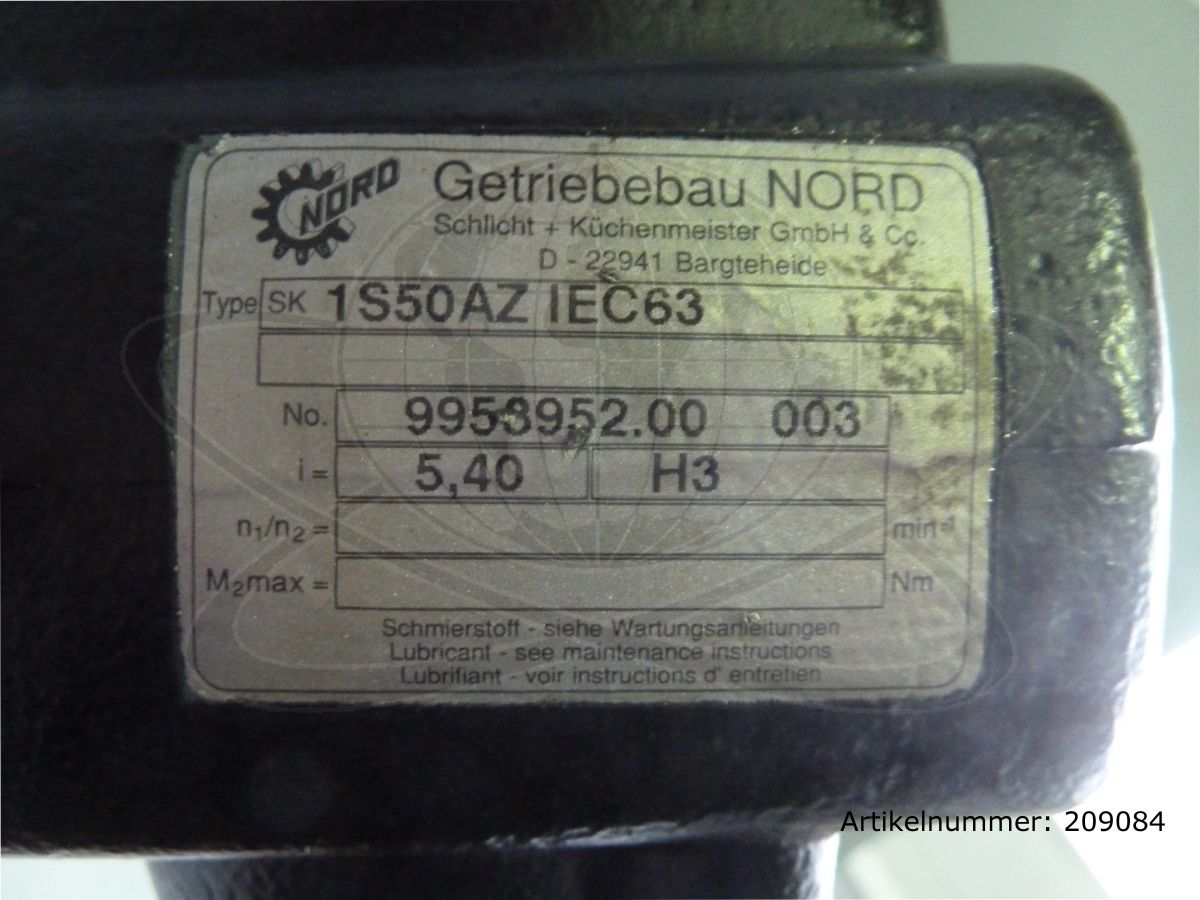 NORD
Getriebebau NORD
Schlicht + Küchenmeister GmbH & Co.
D - 22941 Bargteheide
Type SK 1S50AZ IEC63
No. 9958952.00 003
i = 5,40 H3
n₁/n₂ = min⁻¹
M₂max = Nm
Schmierstoff - siehe Wartungsanleitungen
Lubricant - see maintenance instructions
Lubrifiant - voir instructions d' entretien
Artikelnummer: 209084